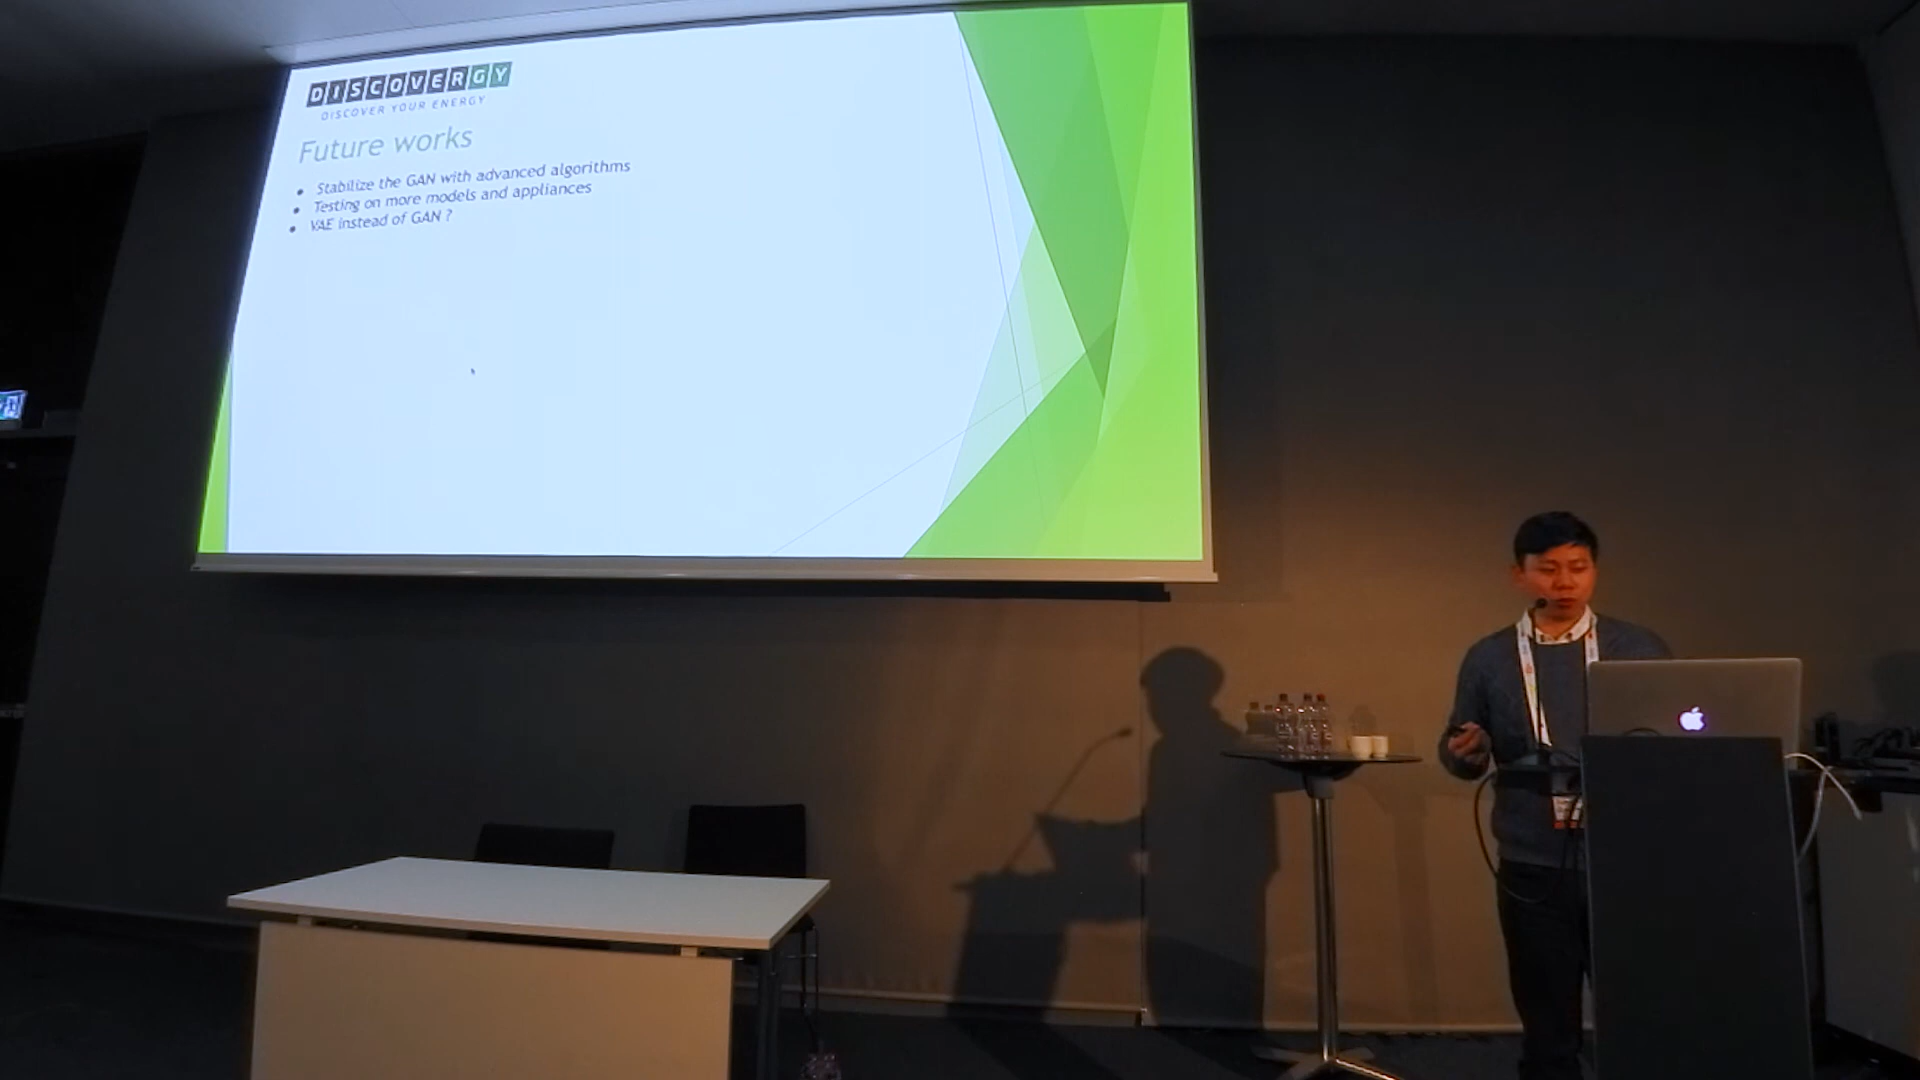 DISCOVERGY
DISCOVER YOUR ENERGY
Future works
• Stabilize the GAN with advanced algorithms
• Testing on more models and appliances
• VAE instead of GAN ?